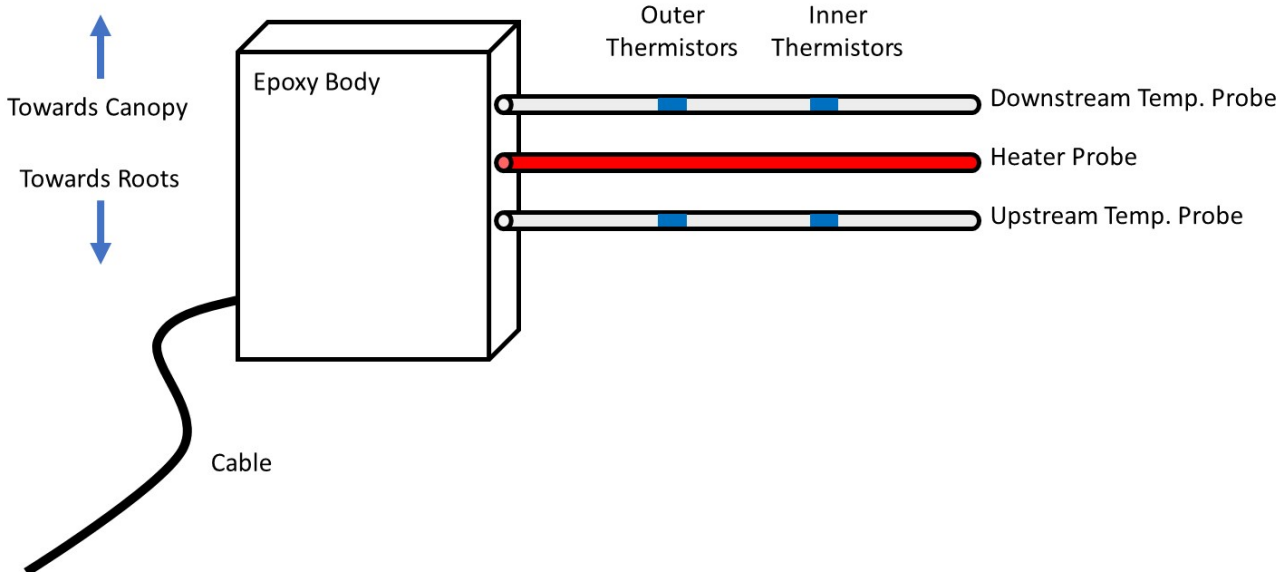 Outer
Thermistors
Inner
Thermistors
Epoxy Body
Towards Canopy
Downstream Temp. Probe
Heater Probe
Towards Roots
Upstream Temp. Probe
Cable